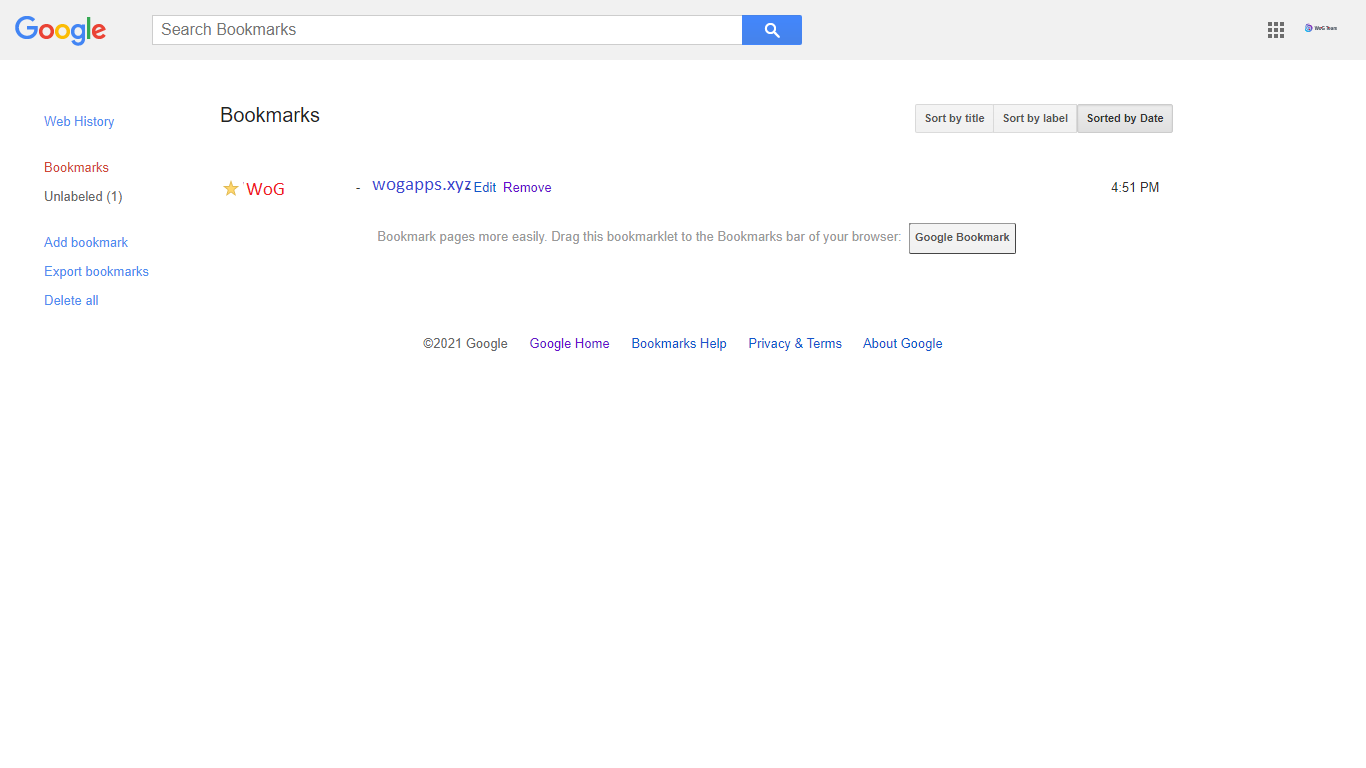 Google
Search Bookmarks
WoG Team
Web History
Bookmarks
Sort by title Sort by label Sorted by Date
Bookmarks
Unlabeled (1)
WoG - wogapps.xyz Edit Remove 4:51 PM
Bookmark pages more easily. Drag this bookmarklet to the Bookmarks bar of your browser: Google Bookmark
Add bookmark
Export bookmarks
Delete all
©2021 Google Google Home Bookmarks Help Privacy & Terms About Google